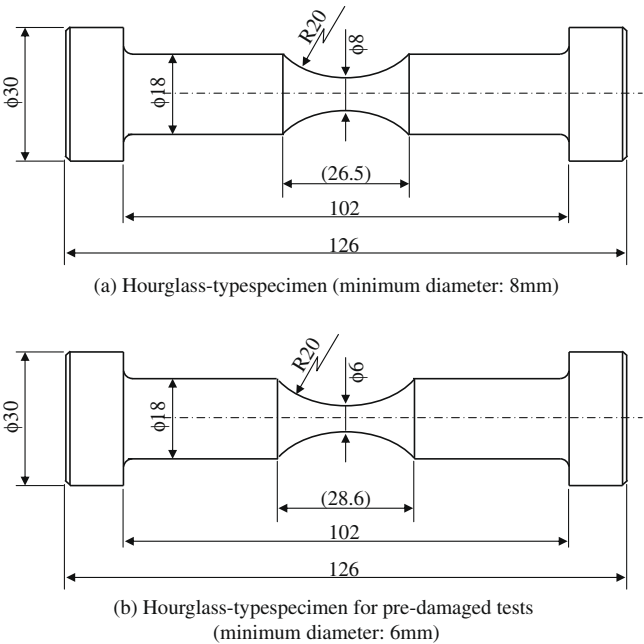 R20
ϕ8
ϕ30
ϕ18
(26.5)
102
126
(a) Hourglass-typespecimen (minimum diameter: 8mm)
R20
ϕ6
ϕ30
ϕ18
(28.6)
102
126
(b) Hourglass-typespecimen for pre-damaged tests
(minimum diameter: 6mm)